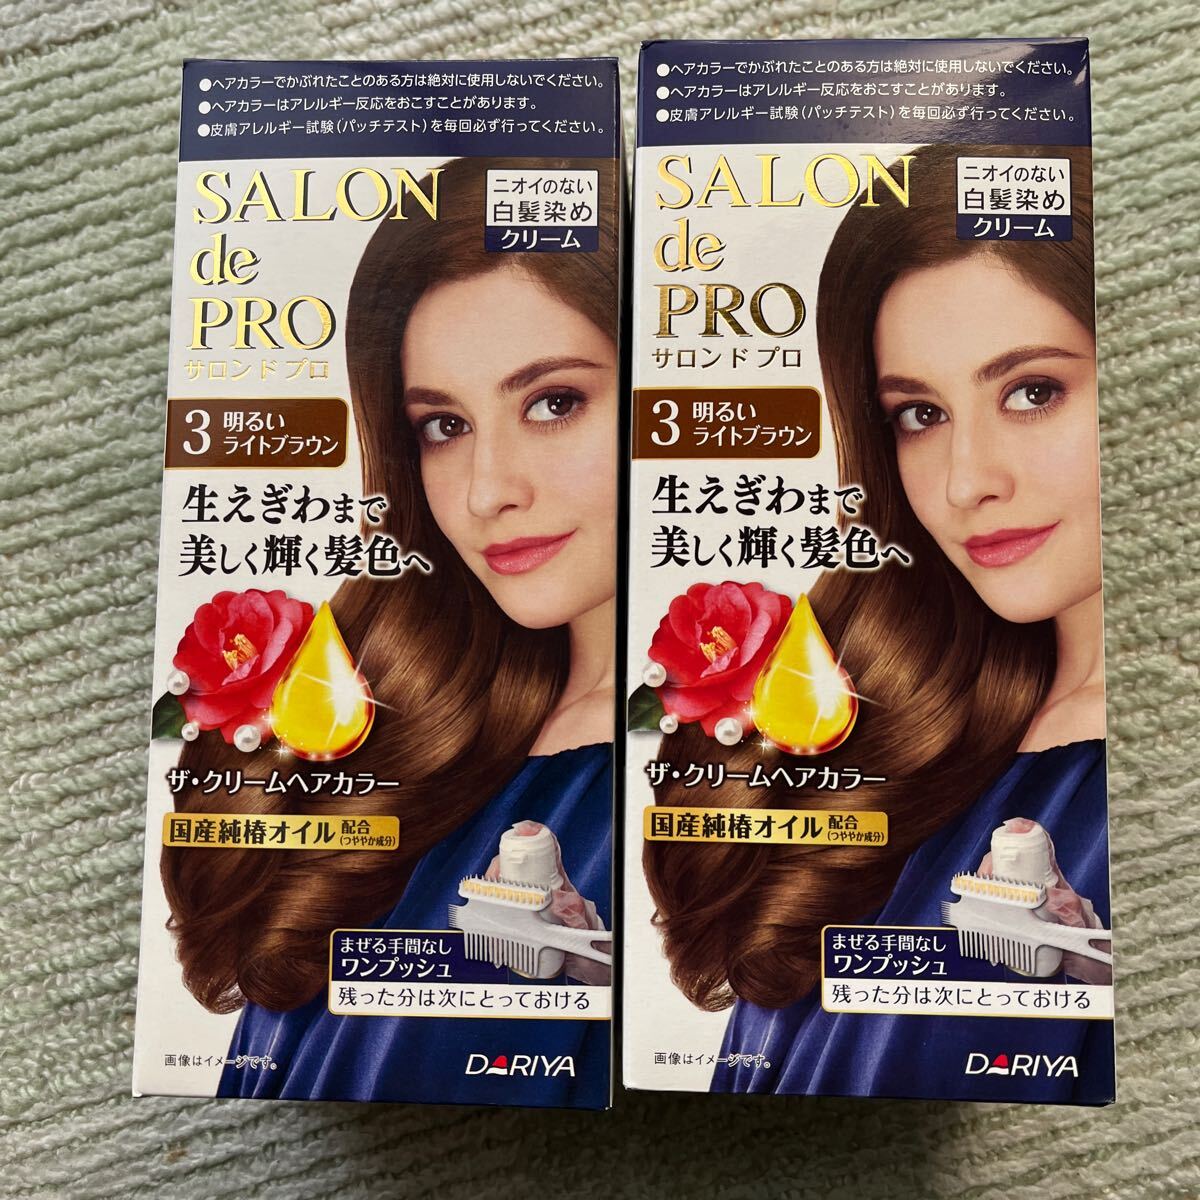 ●ヘアカラーでかぶれたことのある方は絶対に使用しないでください。
●ヘアカラーはアレルギー反応をおこすことがあります。
●皮膚アレルギー試験(パッチテスト)を毎回必ず行ってください。
SALON
de
PRO
サロン ド プロ
ニオイのない
白髪染め
クリーム
3 明るい
ライトブラウン
生えぎわまで
美しく輝く髪色へ
ザ・クリームヘアカラー
国産純椿オイル 配合
(つややか成分)
まぜる手間なし
ワンプッシュ
残った分は次にとっておける
画像はイメージです。
DARIYA
●ヘアカラーでかぶれたことのある方は絶対に使用しないでください。
●ヘアカラーはアレルギー反応をおこすことがあります。
●皮膚アレルギー試験(パッチテスト)を毎回必ず行ってください。
SALON
de
PRO
サロン ド プロ
ニオイのない
白髪染め
クリーム
3 明るい
ライトブラウン
生えぎわまで
美しく輝く髪色へ
ザ・クリームヘアカラー
国産純椿オイル 配合
(つややか成分)
まぜる手間なし
ワンプッシュ
残った分は次にとっておける
画像はイメージです。
DARIYA